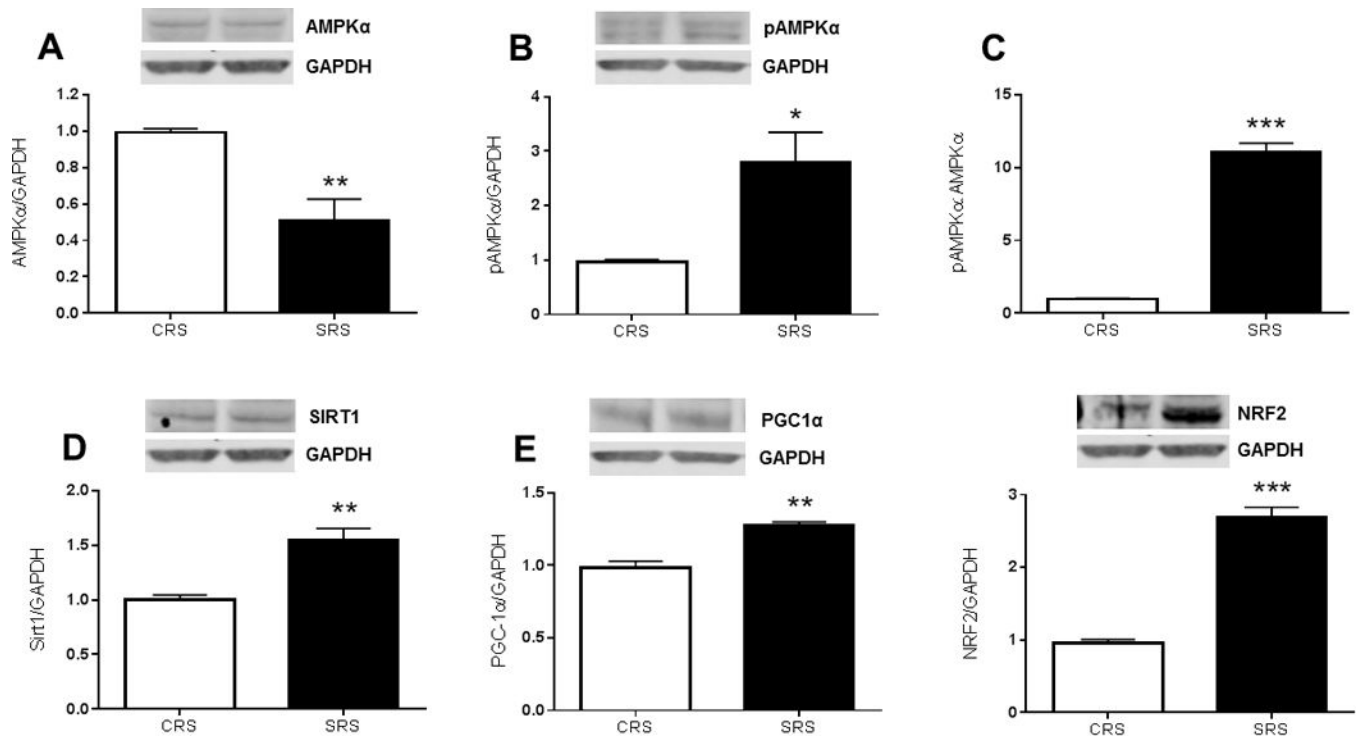 A
AMPKα
GAPDH
AMPKα/GAPDH
1.2
1.0
0.8
0.6
0.4
0.2
0.0
**
CRS
SRS
B
pAMPKα
GAPDH
pAMPKα/GAPDH
4
3
2
1
0
*
CRS
SRS
C
pAMPKα:AMPKα
15
10
5
0
***
CRS
SRS
D
SIRT1
GAPDH
Sirt1/GAPDH
2.0
1.5
1.0
0.5
0.0
**
CRS
SRS
E
PGC1α
GAPDH
PGC-1α/GAPDH
1.5
1.0
0.5
0.0
**
CRS
SRS
NRF2
GAPDH
NRF2/GAPDH
3
2
1
0
***
CRS
SRS